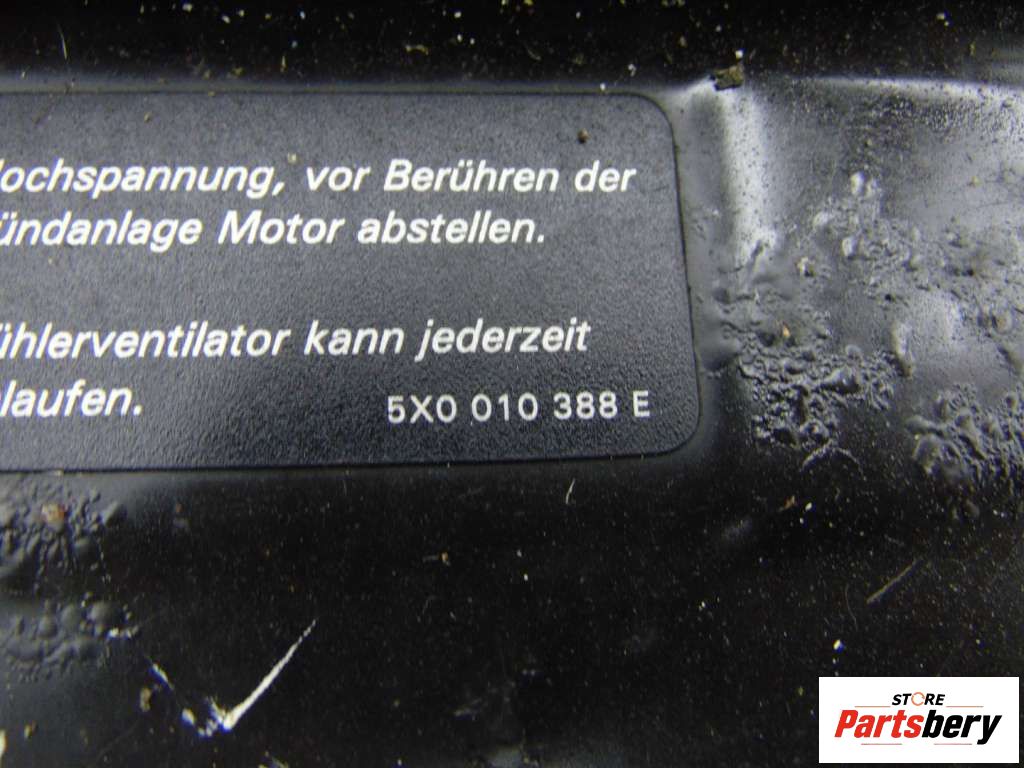 ochspannung, vor Berühren der
ündanlage Motor abstellen.
ühlerventilator kann jederzeit
laufen.
5X0 010 388 E
STORE
Partsbery